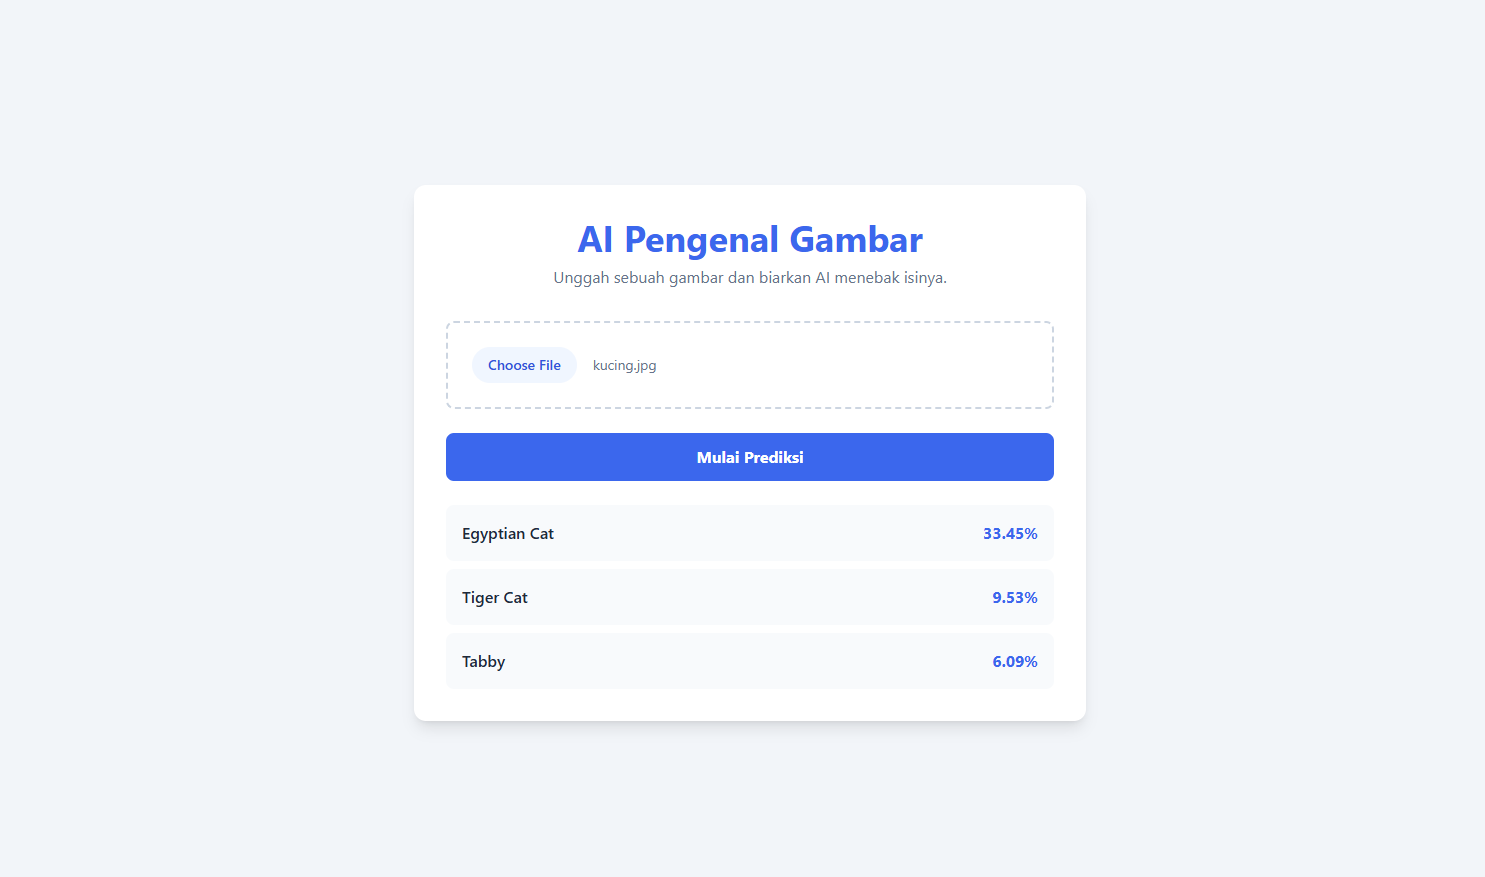 AI Pengenal Gambar
Unggah sebuah gambar dan biarkan AI menebak isinya.
Choose File kucing.jpg
Mulai Prediksi
Egyptian Cat 33.45%
Tiger Cat 9.53%
Tabby 6.09%